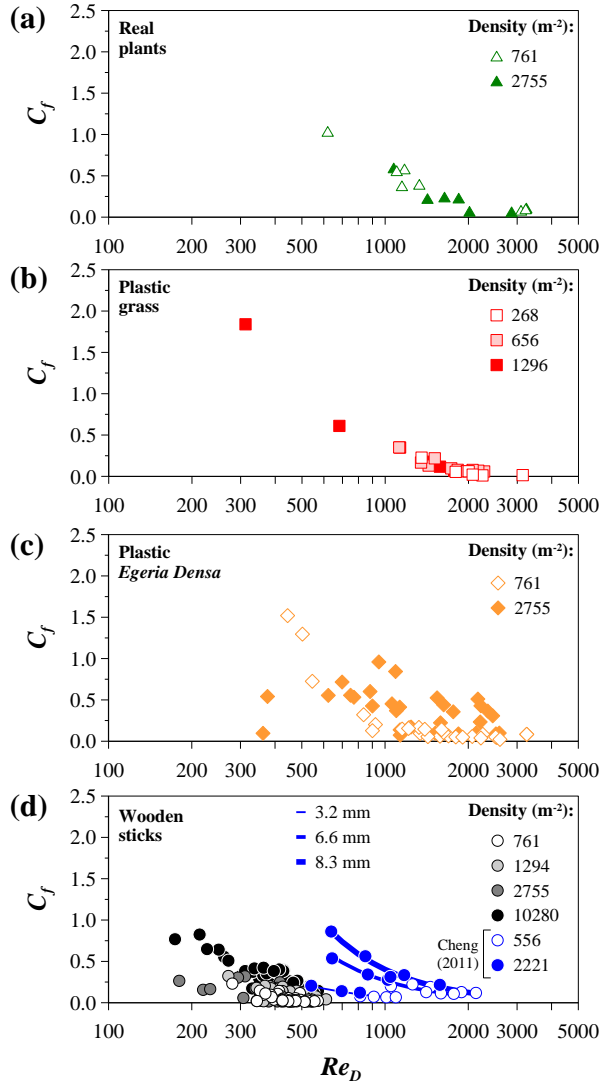 (a)
2.5
2.0
1.5
1.0
0.5
0.0
C_f
Real
plants
Density (m⁻²):
761
2755
100 200 300 500 1000 2000 3000 5000
(b)
2.5
2.0
1.5
1.0
0.5
0.0
C_f
Plastic
grass
Density (m⁻²):
268
656
1296
100 200 300 500 1000 2000 3000 5000
(c)
2.5
2.0
1.5
1.0
0.5
0.0
C_f
Plastic
Egeria Densa
Density (m⁻²):
761
2755
100 200 300 500 1000 2000 3000 5000
(d)
2.5
2.0
1.5
1.0
0.5
0.0
C_f
Wooden
sticks
3.2 mm
6.6 mm
8.3 mm
Density (m⁻²):
761
1294
2755
10280
Cheng
(2011)
556
2221
100 200 300 500 1000 2000 3000 5000
Re_D